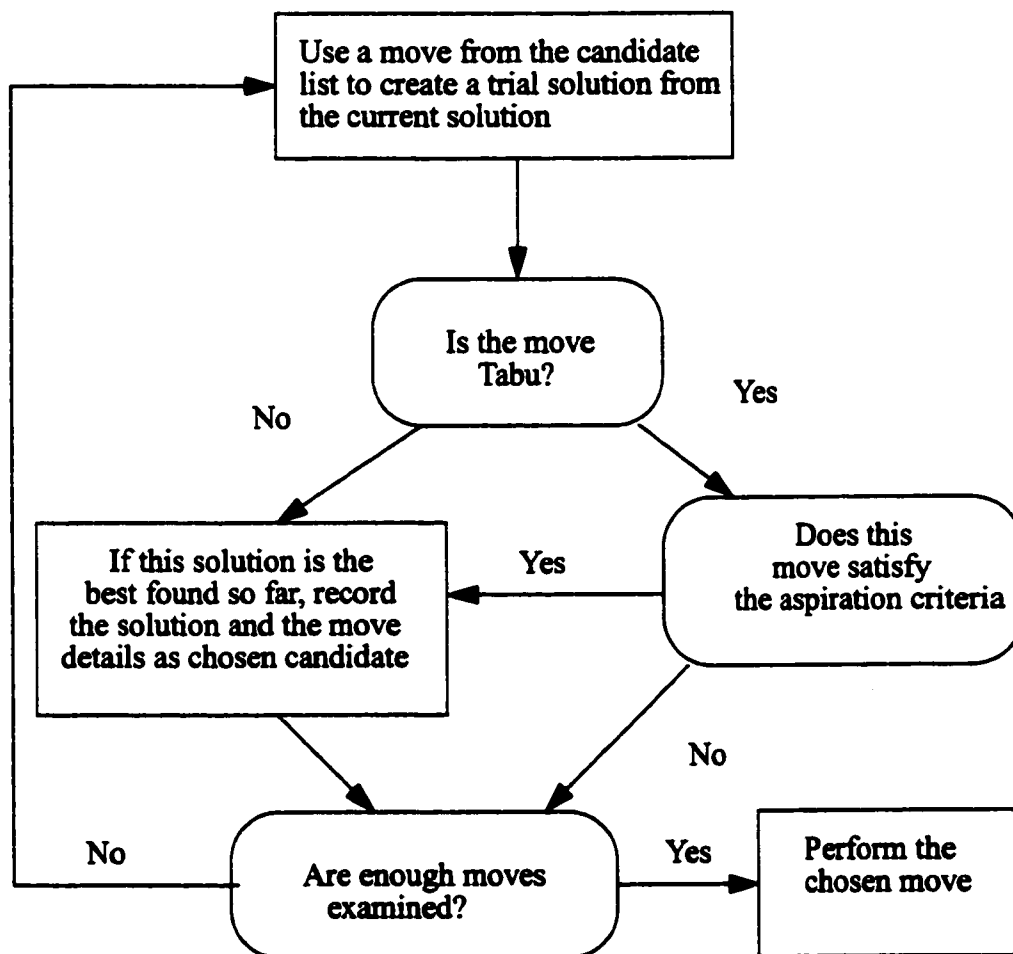 Use a move from the candidate
list to create a trial solution from
the current solution
Is the move
Tabu?
No
Yes
If this solution is the
best found so far, record
the solution and the move
details as chosen candidate
Yes
Does this
move satisfy
the aspiration criteria
No
No
Are enough moves
examined?
Yes
Perform the
chosen move